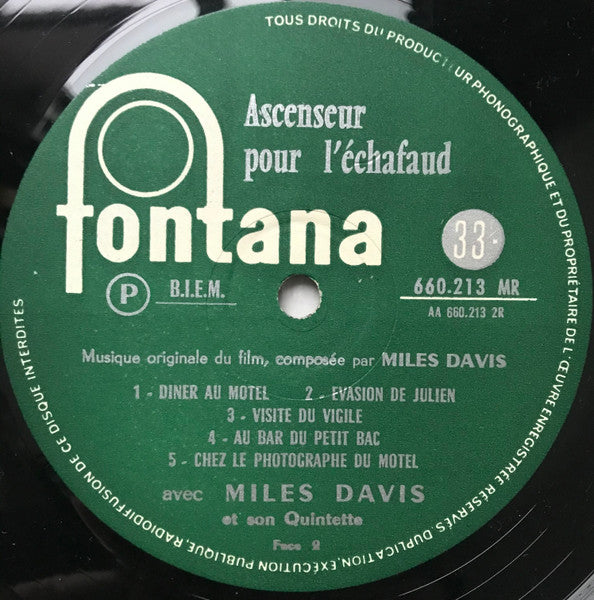 TOUS DROITS DU PRODUCTEUR PHONOGRAPHIQUE ET DU PROPRIÉTAIRE DE L'ŒUVRE ENREGISTRÉE RÉSERVÉS. DUPLICATION, EXÉCUTION PUBLIQUE, RADIODIFFUSION DE CE DISQUE INTERDITES
Ascenseur
pour l'échafaud
fontana
33
P B.I.E.M. 660.213 MR
AA 660.213 2R
Musique originale du film, composée par MILES DAVIS
1 - DINER AU MOTEL 2 - EVASION DE JULIEN
3 - VISITE DU VIGILE
4 - AU BAR DU PETIT BAC
5 - CHEZ LE PHOTOGRAPHE DU MOTEL
avec MILES DAVIS
et son Quintette
Face 2